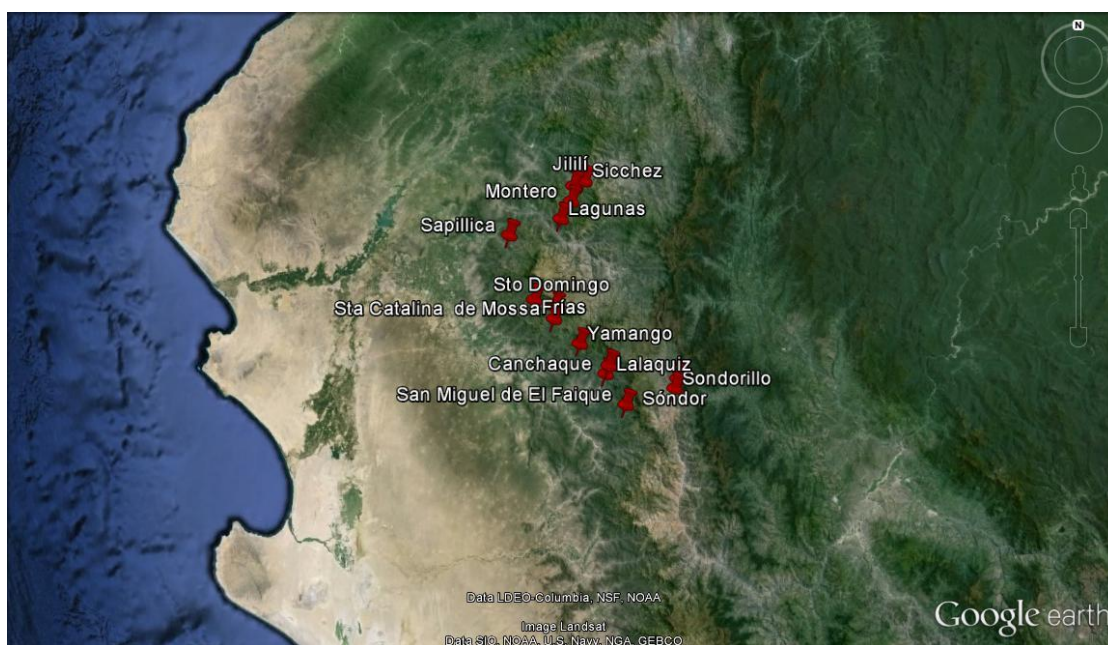 N
Jililí
Sicchez
Montero
Lagunas
Sapillica
Sto Domingo
Sta Catalina de Mossa
Frías
Yamango
Canchaque
Lalaquiz
Sondorillo
San Miguel de El Faique
Sóndor
Data LDEO-Columbia, NSF, NOAA
Image Landsat
Data SIO, NOAA, U.S. Navy, NGA, GEBCO
Google earth